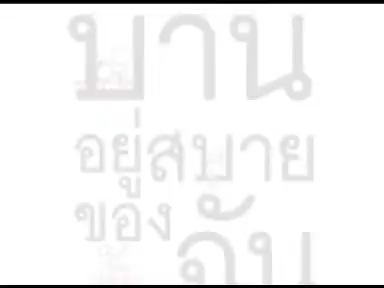 บาน
อยู่สบาย
ของ ฉัน